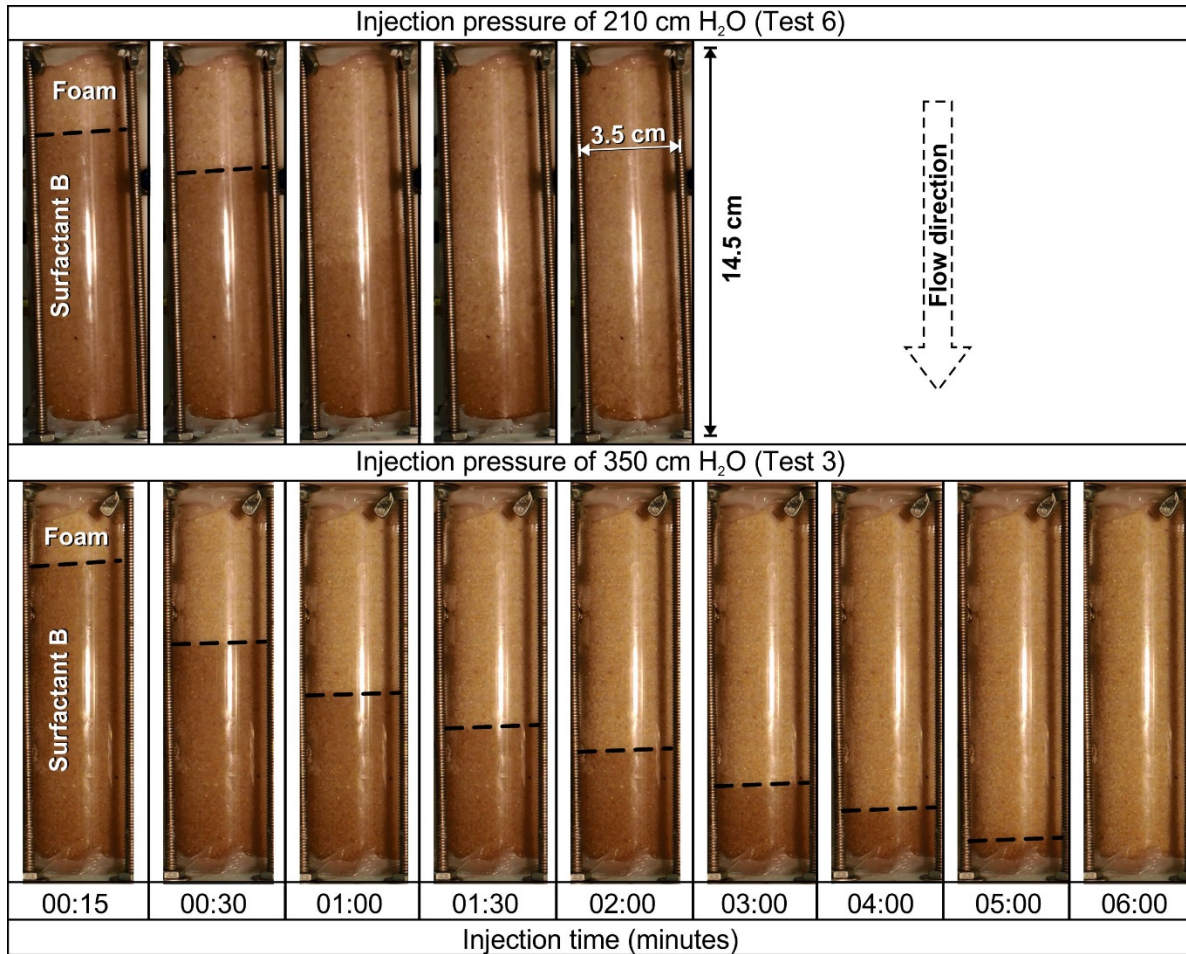 Injection pressure of 210 cm H₂O (Test 6)
Foam
Surfactant B
3.5 cm
14.5 cm
Flow direction
Injection pressure of 350 cm H₂O (Test 3)
Foam
Surfactant B
00:15 00:30 01:00 01:30 02:00 03:00 04:00 05:00 06:00
Injection time (minutes)